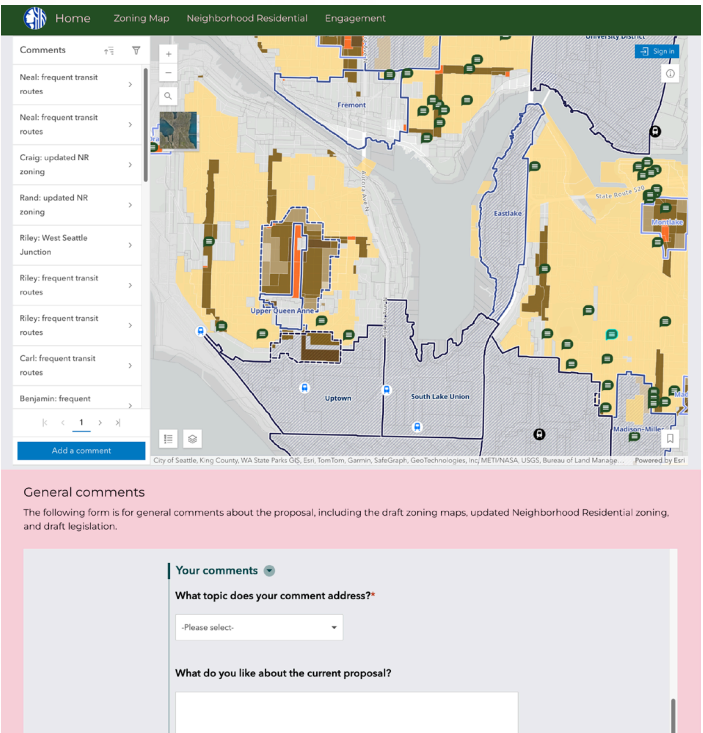 Home Zoning Map Neighborhood Residential Engagement
Comments
Neal: frequent transit
routes
Neal: frequent transit
routes
Craig: updated NR
zoning
Rand: updated NR
zoning
Riley: West Seattle
Junction
Riley: frequent transit
routes
Riley: frequent transit
routes
Carl: frequent transit
routes
Benjamin: frequent
1
Add a comment
University District
Sign in
Fremont
Aurora Ave N
State Route 520
Eastlake
Montlake
Upper Queen Anne
Uptown
South Lake Union
Madison-Miller
City of Seattle, King County, WA State Parks GIS, Esri, TomTom, Garmin, SafeGraph, GeoTechnologies, Inc, METI/NASA, USGS, Bureau of Land Manage... Powered by Esri
General comments
The following form is for general comments about the proposal, including the draft zoning maps, updated Neighborhood Residential zoning,
and draft legislation.
Your comments
What topic does your comment address?*
-Please select-
What do you like about the current proposal?